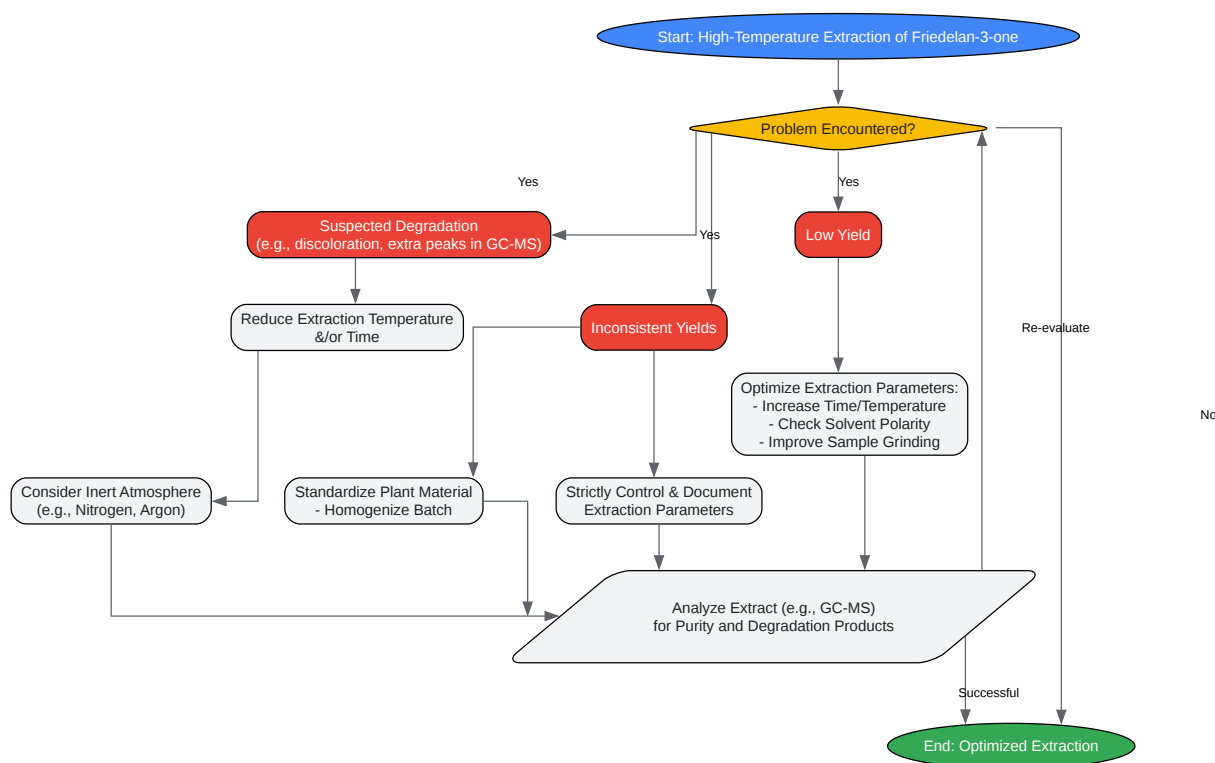 Start: High-Temperature Extraction of Friedelan-3-one
Problem Encountered?
Yes
Yes
Suspected Degradation
(e.g., discoloration, extra peaks in GC-MS)
Yes
Low Yield
Reduce Extraction Temperature
&/or Time
Inconsistent Yields
Re-evaluate
Optimize Extraction Parameters:
- Increase Time/Temperature
- Check Solvent Polarity
- Improve Sample Grinding
No
Consider Inert Atmosphere
(e.g., Nitrogen, Argon)
Standardize Plant Material
- Homogenize Batch
Strictly Control & Document
Extraction Parameters
Analyze Extract (e.g., GC-MS)
for Purity and Degradation Products
Successful
End: Optimized Extraction